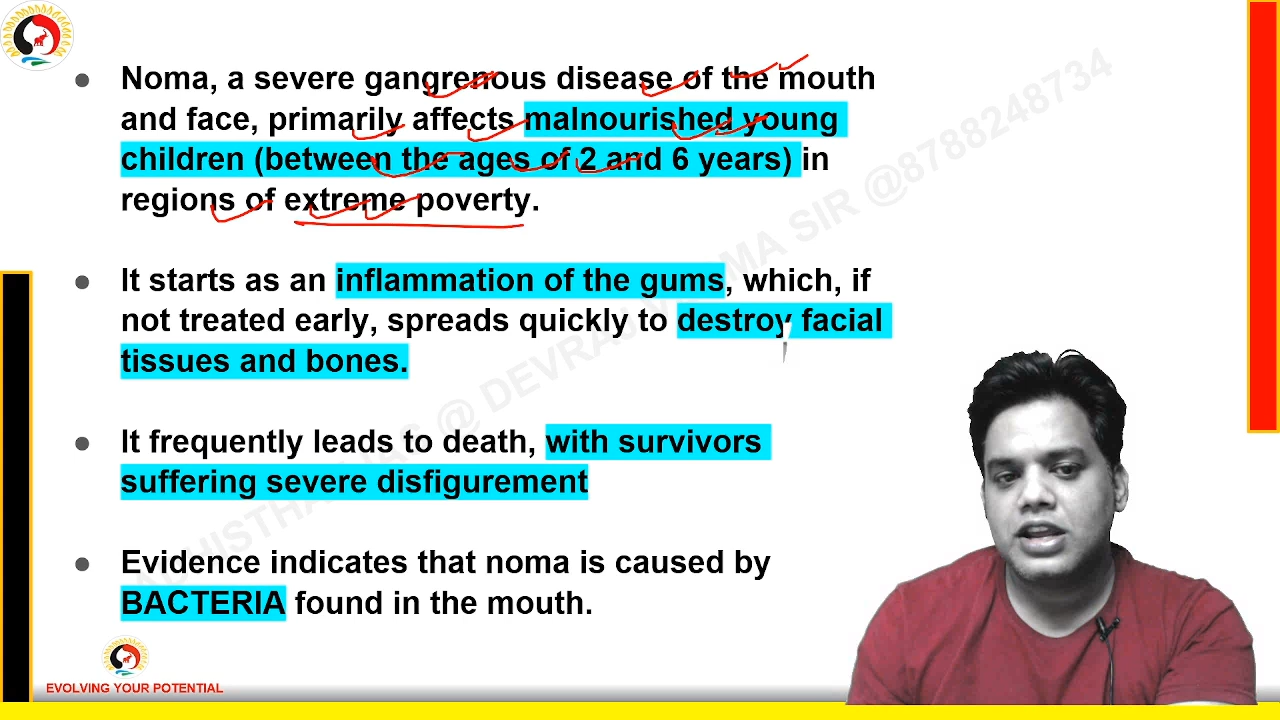 Noma, a severe gangrenous disease of the mouth
and face, primarily affects malnourished young
children (between the ages of 2 and 6 years) in
regions of extreme poverty.
It starts as an inflammation of the gums, which, if
not treated early, spreads quickly to destroy facial
tissues and bones.
It frequently leads to death, with survivors
suffering severe disfigurement
Evidence indicates that noma is caused by
BACTERIA found in the mouth.
EVOLVING YOUR POTENTIAL
@ DEVRAJ
SIR @8788248734